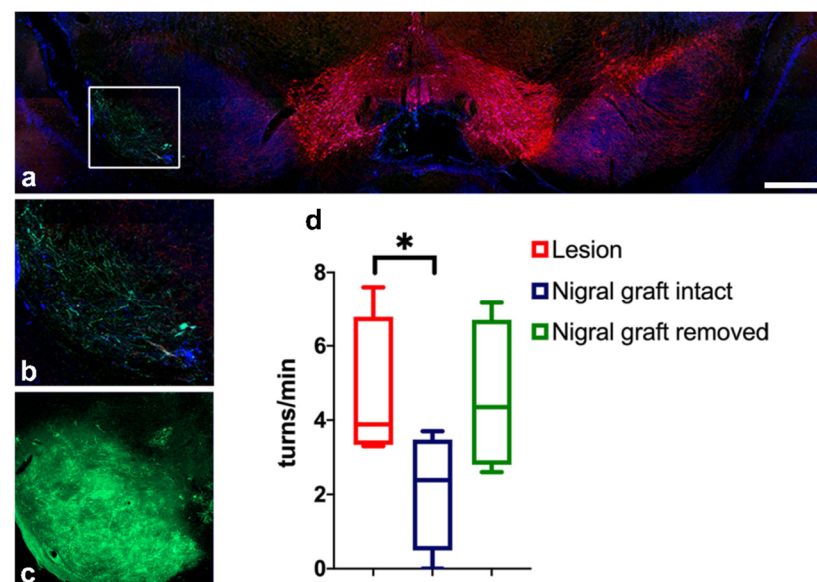 a
b
c
d
*
Lesion
Nigral graft intact
Nigral graft removed
turns/min
8
6
4
2
0